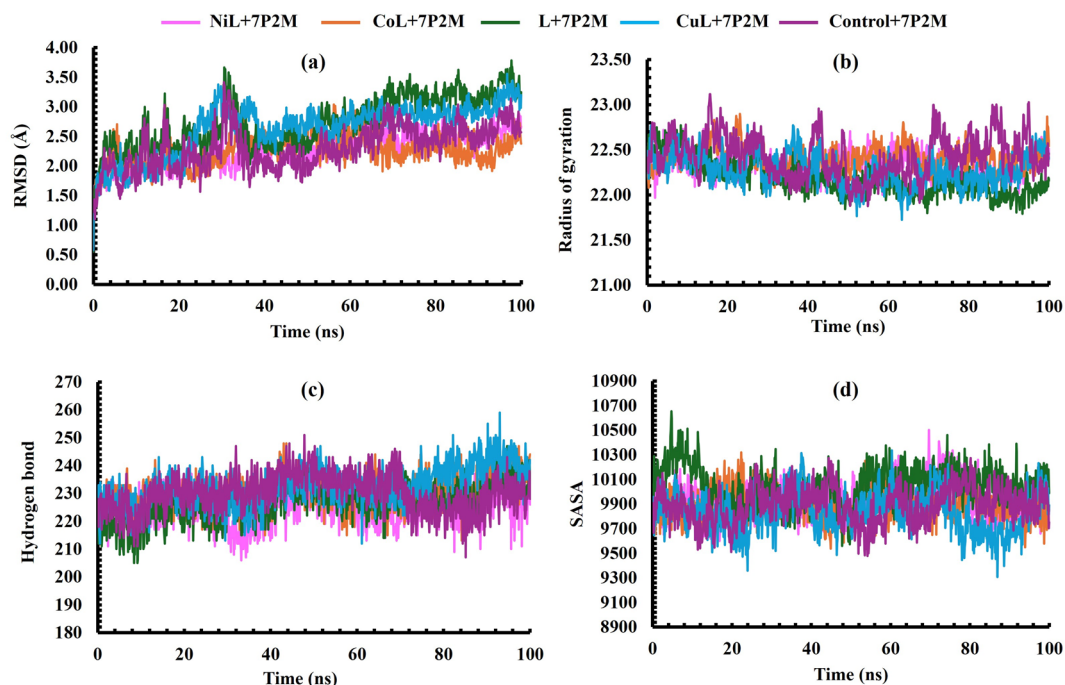 NiL+7P2M CoL+7P2M L+7P2M CuL+7P2M Control+7P2M
(a)
RMSD (Å)
4.00
3.50
3.00
2.50
2.00
1.50
1.00
0.50
0.00
0 20 40 60 80 100
Time (ns)
(b)
Radius of gyration
23.50
23.00
22.50
22.00
21.50
21.00
0 20 40 60 80 100
Time (ns)
(c)
Hydrogen bond
270
260
250
240
230
220
210
200
190
180
0 20 40 60 80 100
Time (ns)
(d)
SASA
10900
10700
10500
10300
10100
9900
9700
9500
9300
9100
8900
0 20 40 60 80 100
Time (ns)